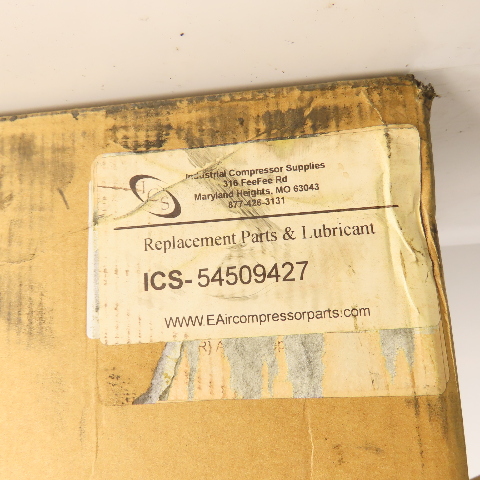 ICS
Industrial Compressor Supplies
316 FeeFee Rd
Maryland Heights, MO 63043
877-426-3131
Replacement Parts & Lubricant
ICS-54509427
WWW.EAircompressorparts.com